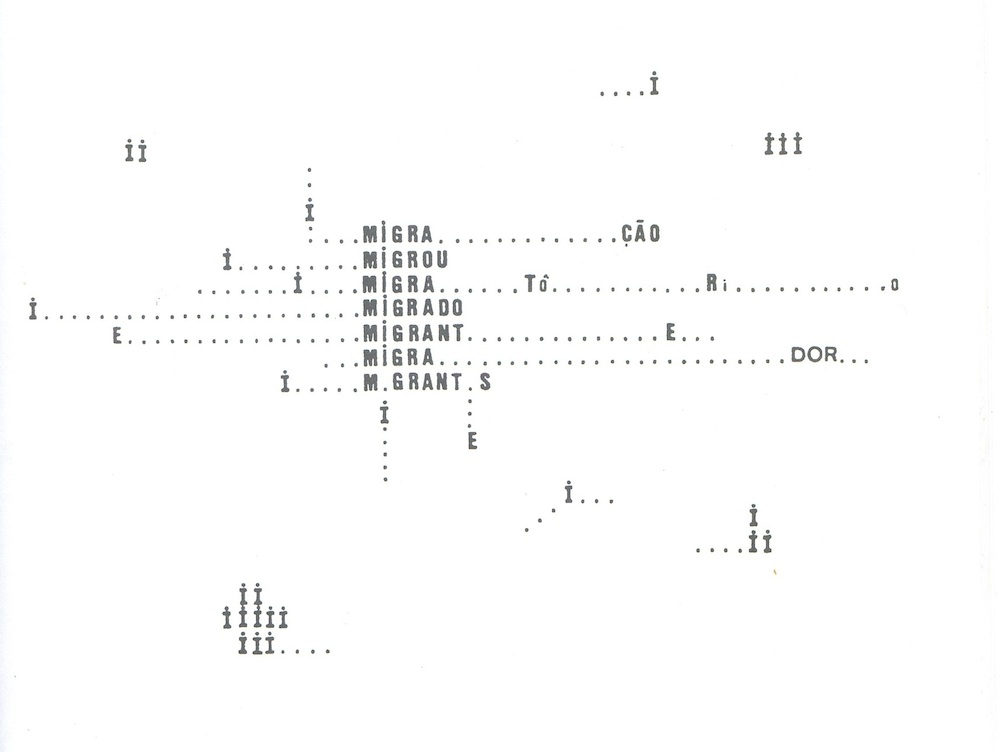 ....İ
İİ
İİİ
İ
....MİGRA.............ÇÃO
İ.........MİGROU
.......İ....MİGRA......TÔ...........Ri...........o
İ......................MİGRADO
E.................MİGRANT..............E...
...MİGRA........................DOR...
İ.....M.GRANT.S
İ
E
İ...
İ
....İİ
İİ
İİİİİ
İİİ....